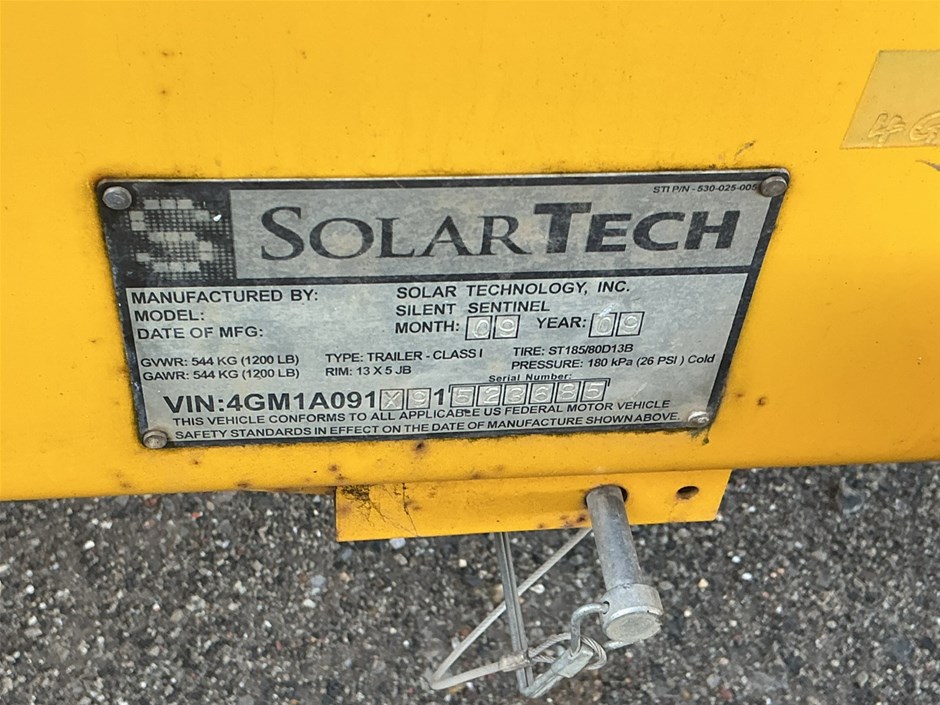 4G
STI P/N - 530-025-005
S SOLARTECH
MANUFACTURED BY: SOLAR TECHNOLOGY, INC.
MODEL: SILENT SENTINEL
DATE OF MFG: MONTH: 09 YEAR: 09
GVWR: 544 KG (1200 LB) TYPE: TRAILER - CLASS I TIRE: ST185/80D13B
GAWR: 544 KG (1200 LB) RIM: 13 X 5 JB PRESSURE: 180 kPa (26 PSI ) Cold
Serial Number:
VIN:4GM1A091X91523685
THIS VEHICLE CONFORMS TO ALL APPLICABLE US FEDERAL MOTOR VEHICLE
SAFETY STANDARDS IN EFFECT ON THE DATE OF MANUFACTURE SHOWN ABOVE.